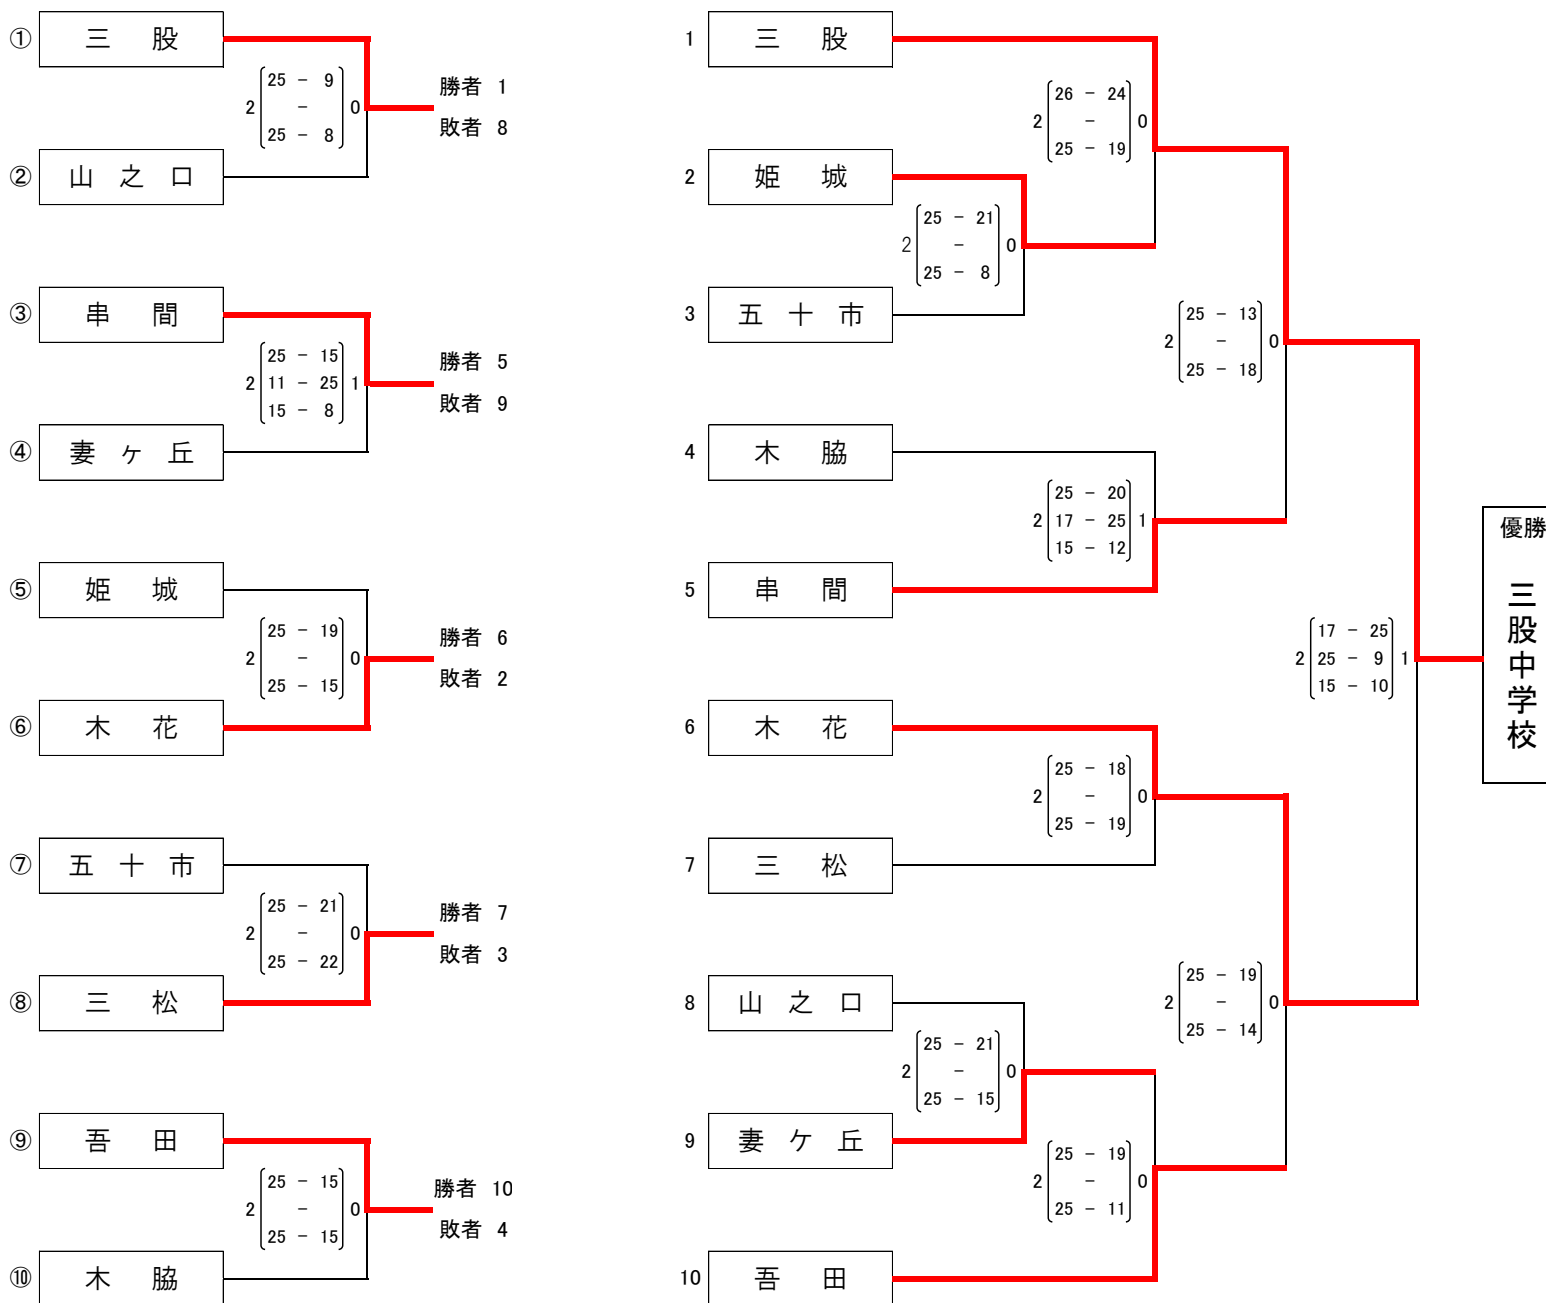 ① 三 股
25 - 9
2 - 0
25 - 8
勝者 1
敗者 8
② 山 之 口
③ 串 間
25 - 15
2 11 - 25 1
15 - 8
勝者 5
敗者 9
④ 妻 ヶ 丘
⑤ 姫 城
25 - 19
2 - 0
25 - 15
勝者 6
敗者 2
⑥ 木 花
⑦ 五 十 市
25 - 21
2 - 0
25 - 22
勝者 7
敗者 3
⑧ 三 松
⑨ 吾 田
25 - 15
2 - 0
25 - 15
勝者 10
敗者 4
⑩ 木 脇
1 三 股
26 - 24
2 - 0
25 - 19
2 姫 城
25 - 21
2 - 0
25 - 8
3 五 十 市
25 - 13
2 - 0
25 - 18
4 木 脇
25 - 20
2 17 - 25 1
15 - 12
5 串 間
17 - 25
2 25 - 9 1
15 - 10
6 木 花
25 - 18
2 - 0
25 - 19
7 三 松
25 - 19
2 - 0
25 - 14
8 山 之 口
25 - 21
2 - 0
25 - 15
9 妻 ケ 丘
25 - 19
2 - 0
25 - 11
10 吾 田
優勝
三股中学校